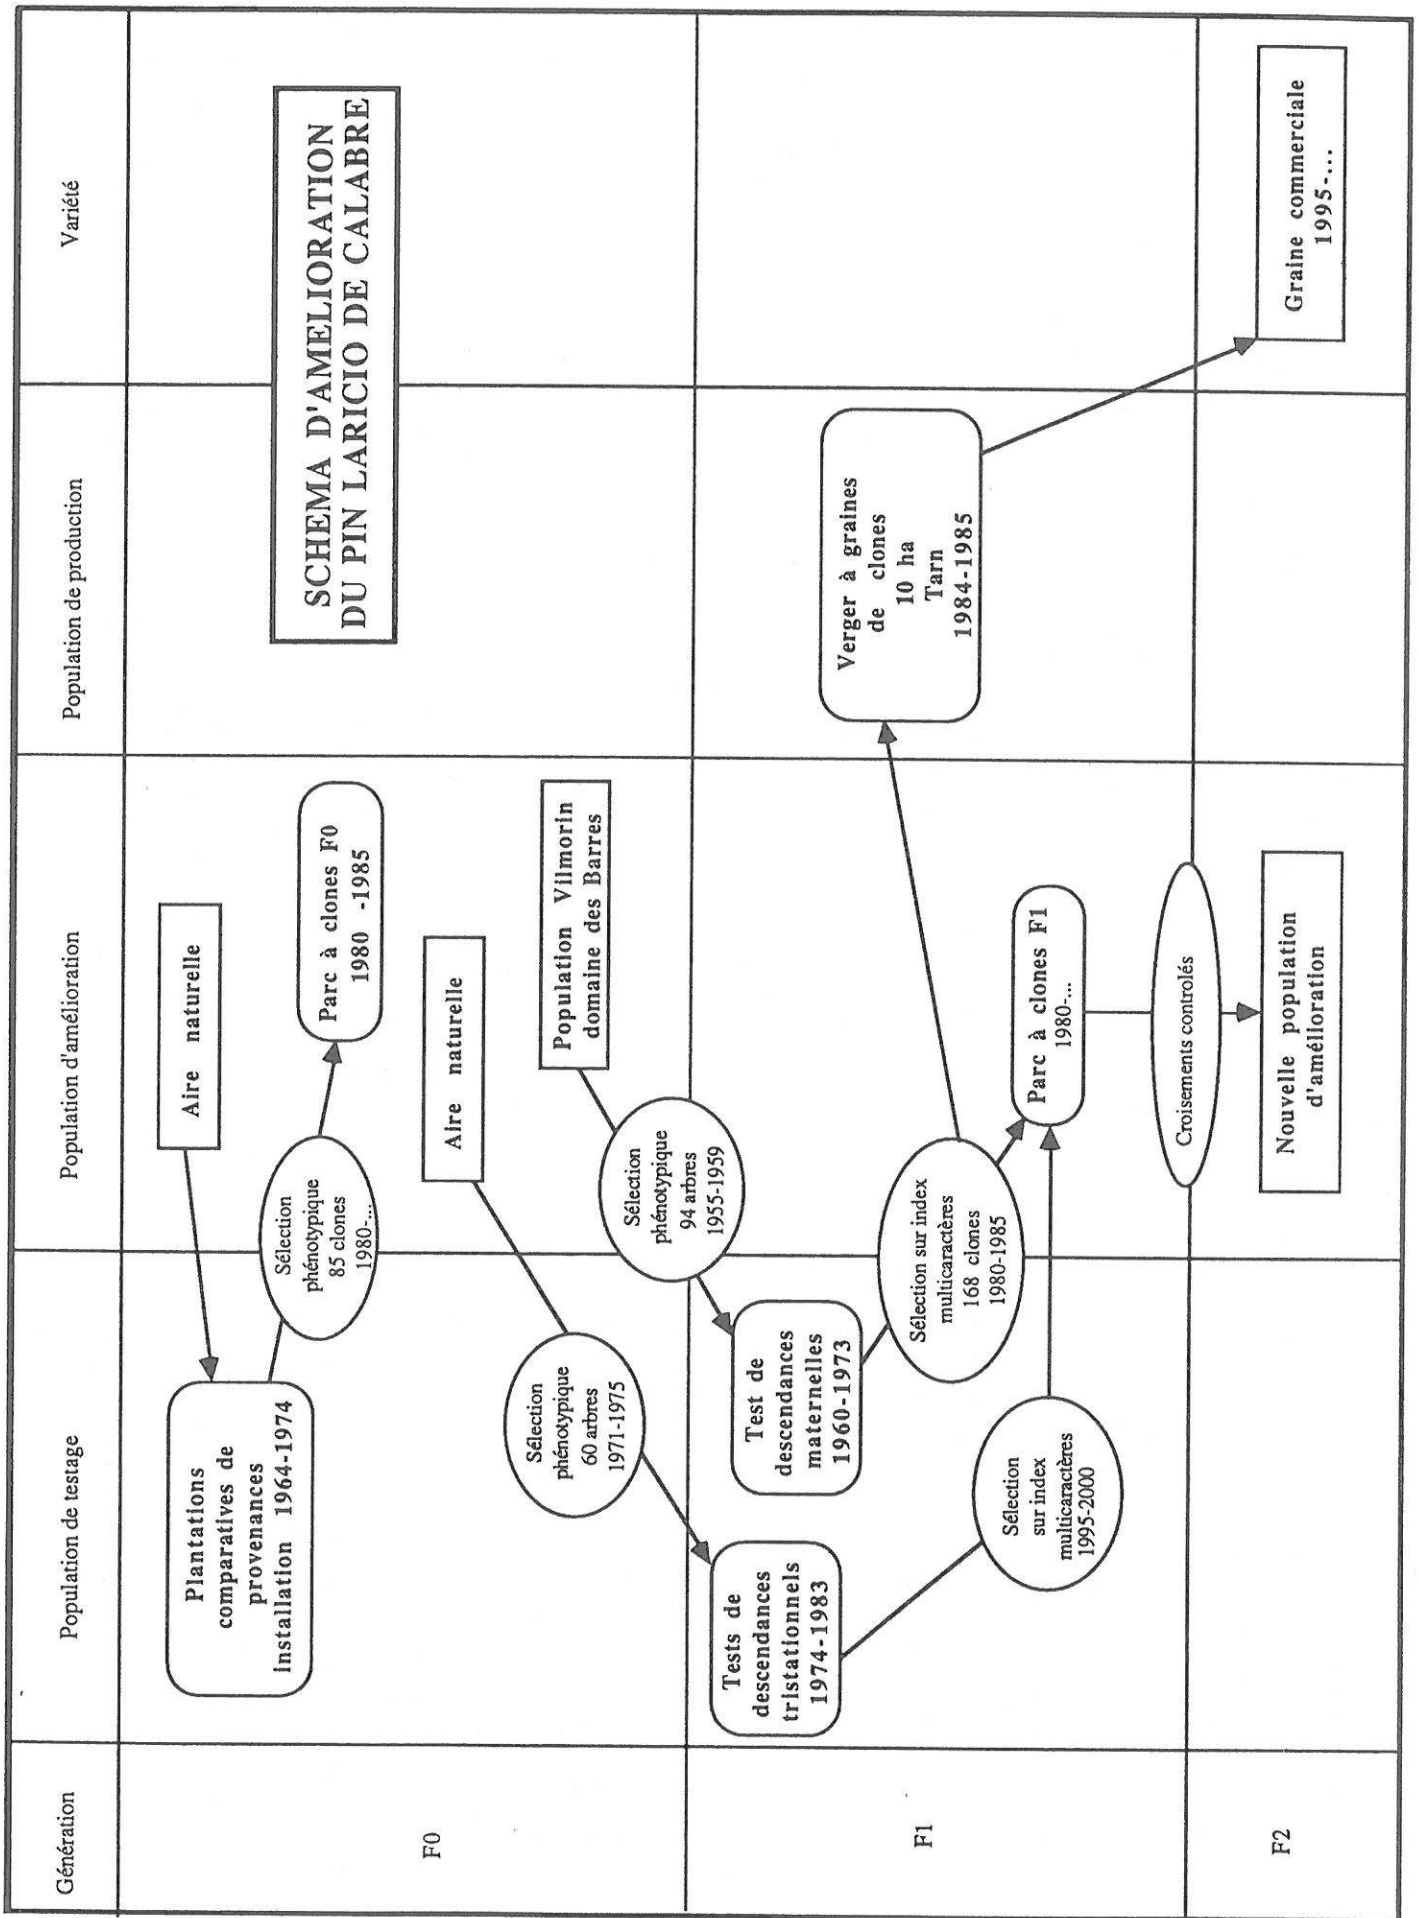 SCHEMA D'AMELIORATION
DU PIN LARICIO DE CALABRE
Génération
Population de testage
Population d'amélioration
Population de production
Variété
F0
Plantations
comparatives de
provenances
installation 1964-1974
Sélection
phénotypique
85 clones
1980-...
Aire naturelle
Parc à clones F0
1980 -1985
Sélection
phénotypique
60 arbres
1971-1975
Aire naturelle
Sélection
phénotypique
94 arbres
1955-1959
Population Vilmorin
domaine des Barres
F1
Tests de
descendances
tristationnels
1974-1983
Test de
descendances
maternelles
1960-1973
Sélection sur index
multicaractères
168 clones
1980-1985
Verger à graines
de clones
10 ha
Tarn
1984-1985
Sélection
sur index
multicaractères
1995-2000
Parc à clones F1
1980-...
Croisements controlés
F2
Nouvelle population
d'amélioration
Graine commerciale
1995-...